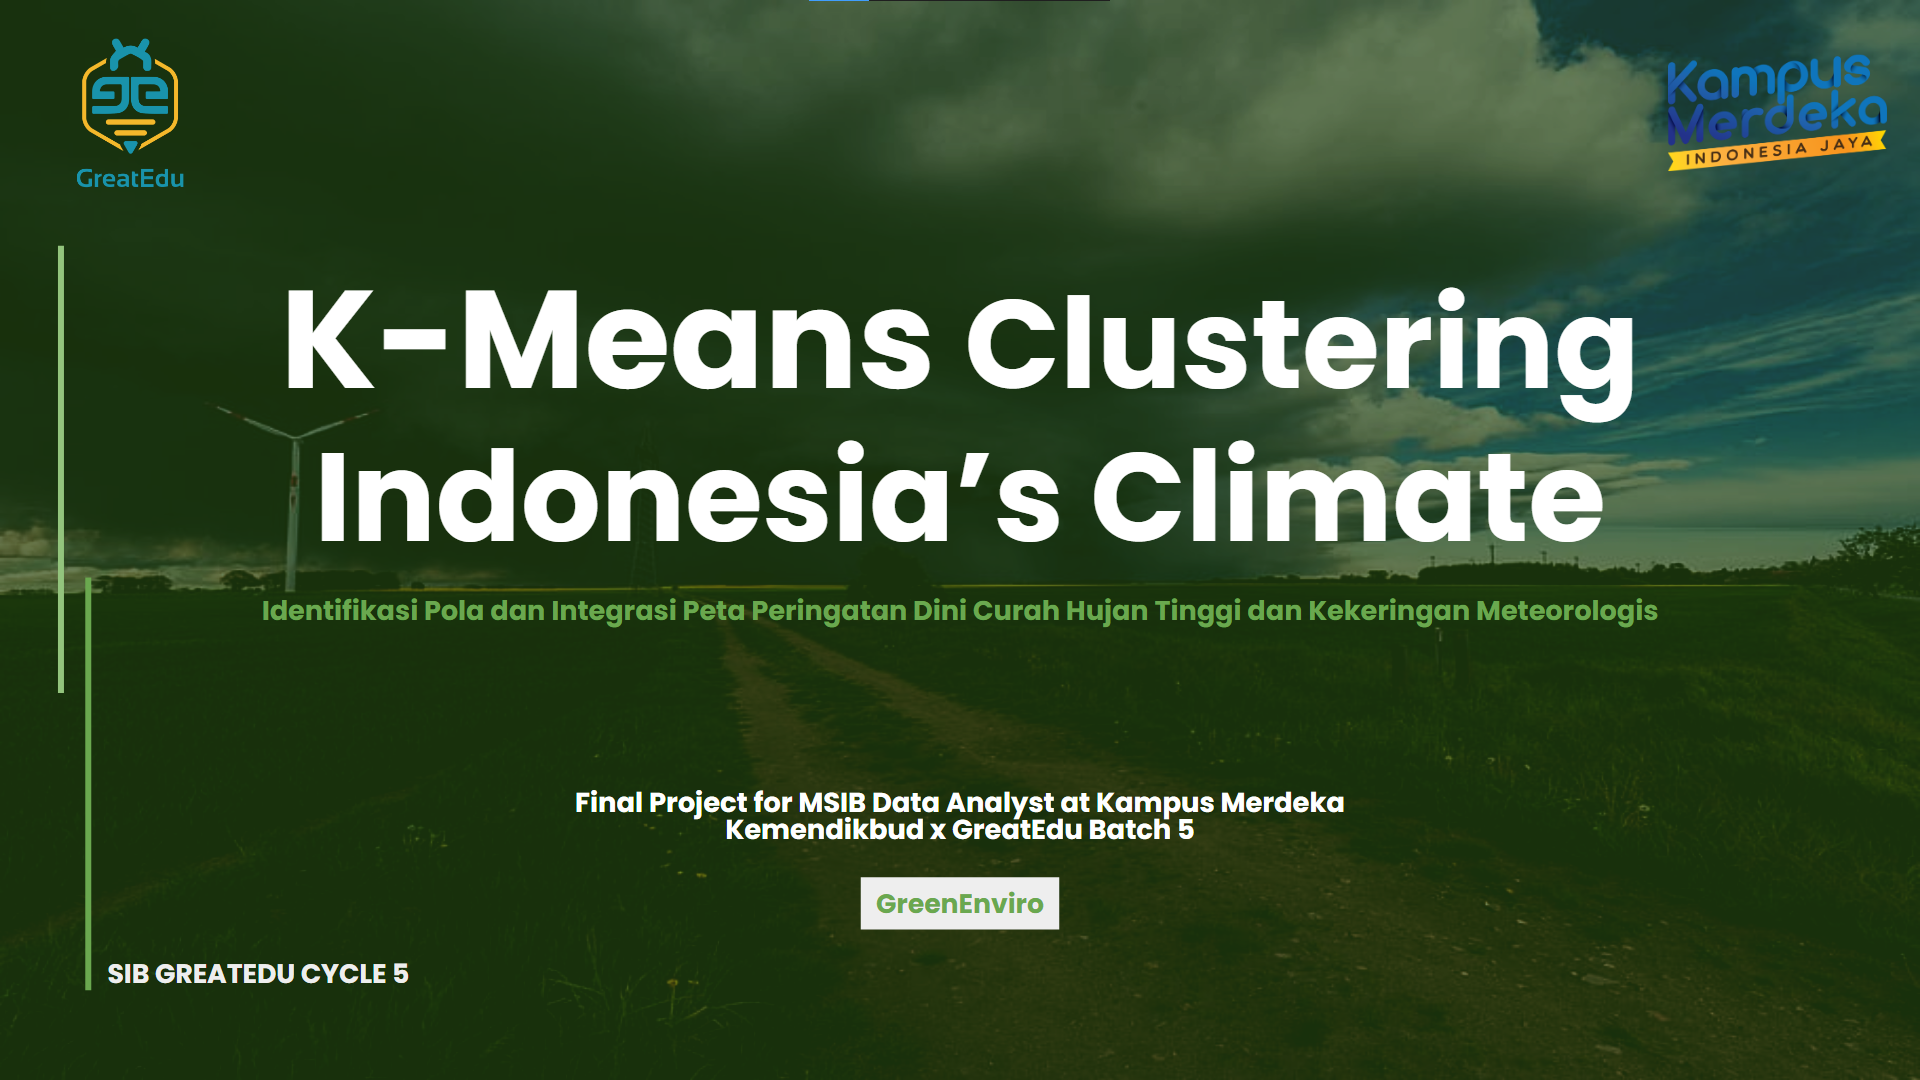 GreatEdu
Kampus
Merdeka
INDONESIA JAYA
K-Means Clustering
Indonesia’s Climate
Identifikasi Pola dan Integrasi Peta Peringatan Dini Curah Hujan Tinggi dan Kekeringan Meteorologis
Final Project for MSIB Data Analyst at Kampus Merdeka
Kemendikbud x GreatEdu Batch 5
GreenEnviro
SIB GREATEDU CYCLE 5